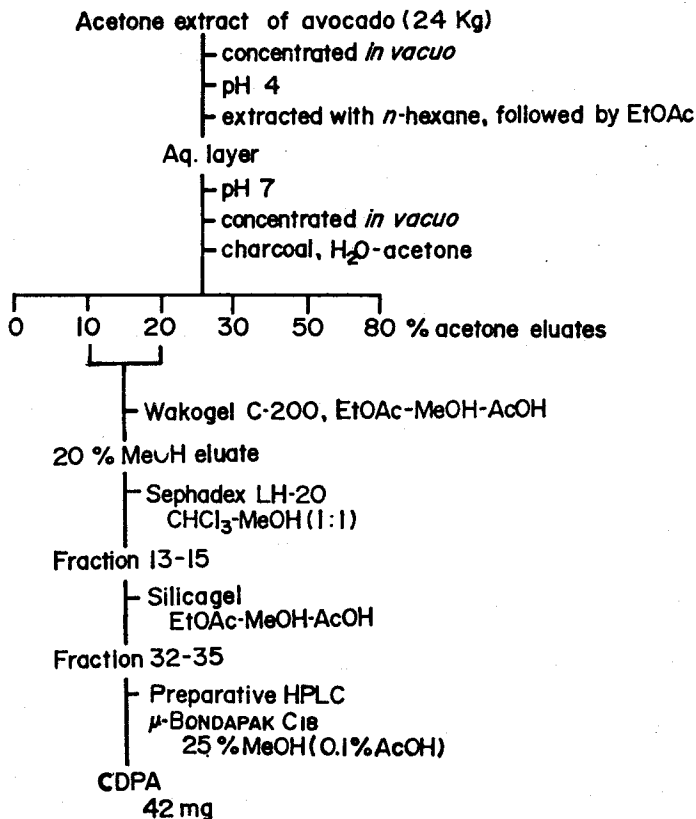 Acetone extract of avocado (24 Kg)
concentrated in vacuo
pH 4
extracted with n-hexane, followed by EtOAc
Aq. layer
pH 7
concentrated in vacuo
charcoal, H₂O-acetone
0 10 20 30 50 80 % acetone eluates
Wakogel C-200, EtOAc-MeOH-AcOH
20 % MeOH eluate
Sephadex LH-20
CHCl₃-MeOH (1:1)
Fraction 13-15
Silicagel
EtOAc-MeOH-AcOH
Fraction 32-35
Preparative HPLC
μ-BONDAPAK C18
25 % MeOH (0.1% AcOH)
CDPA
42 mg